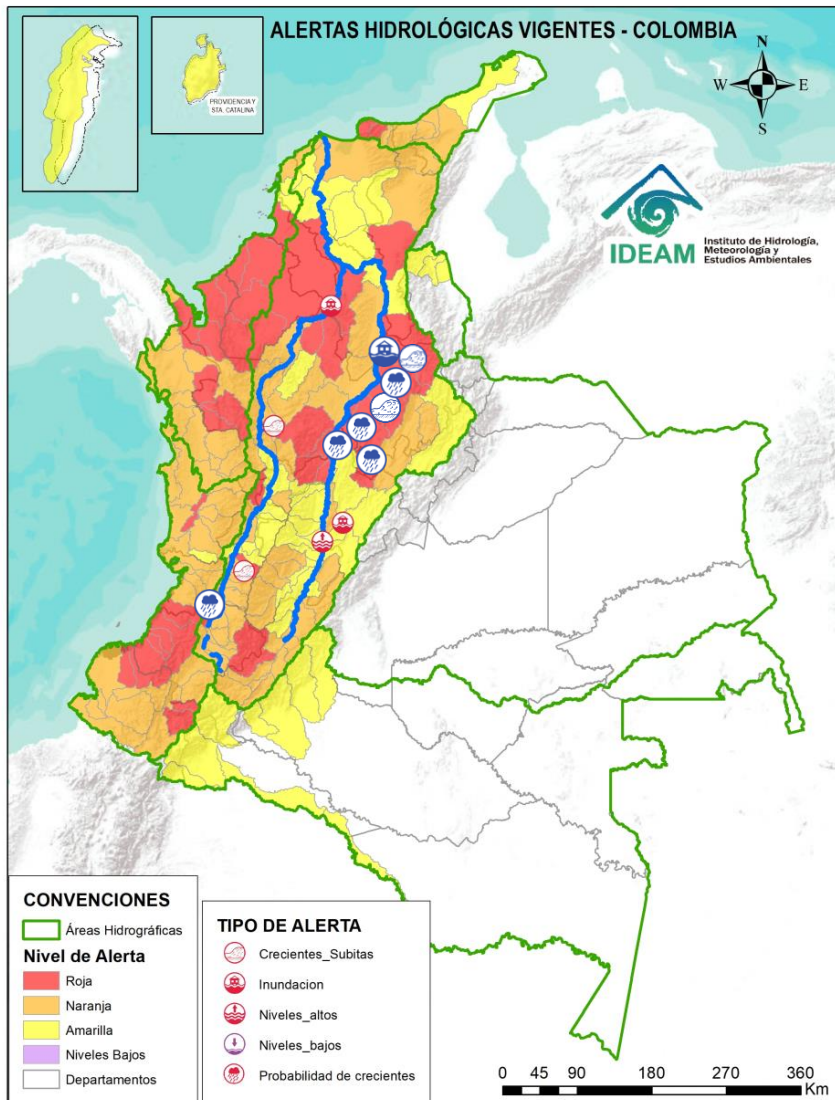 ALERTAS HIDROLÓGICAS VIGENTES - COLOMBIA
PROVIDENCIA Y
STA. CATALINA
N
W
E
S
IDEAM
Instituto de Hidrología,
Meteorología y
Estudios Ambientales
CONVENCIONES
Áreas Hidrográficas
Nivel de Alerta
Roja
Naranja
Amarilla
Niveles Bajos
Departamentos
TIPO DE ALERTA
Crecientes_Subitas
Inundacion
Niveles_altos
Niveles_bajos
Probabilidad de crecientes
0 45 90 180 270 360
Km